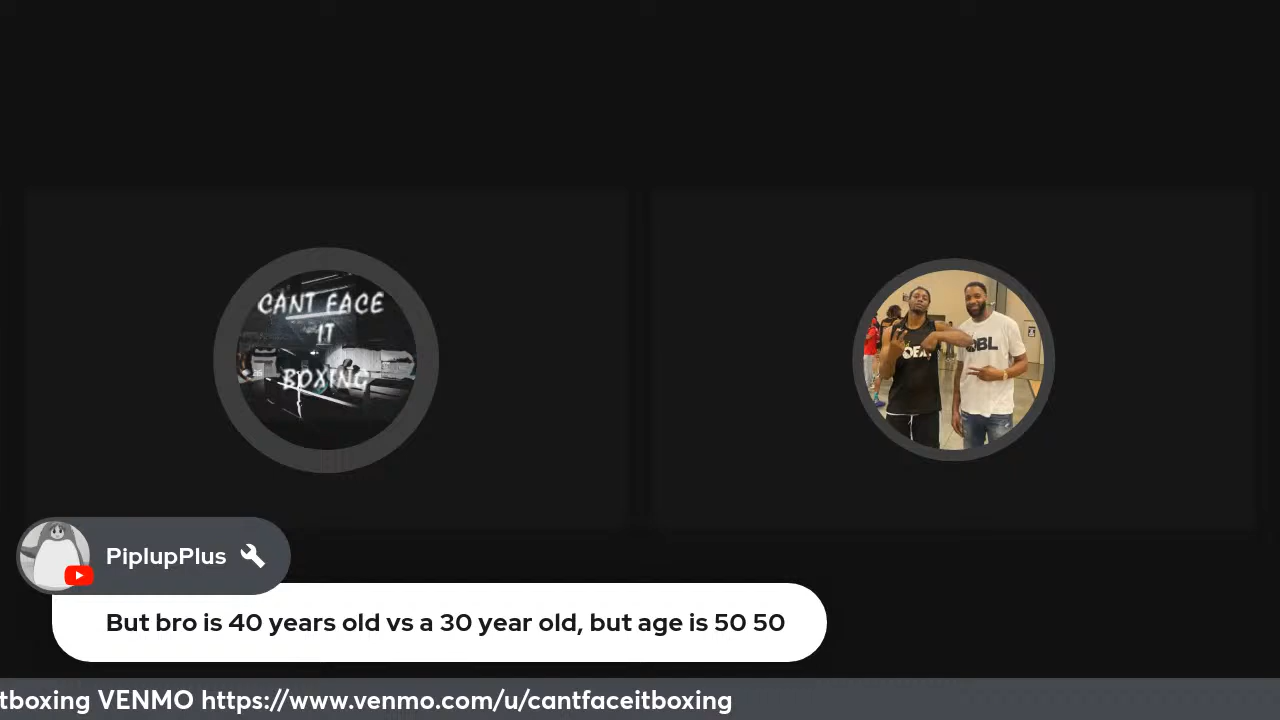 CANT FACE
IT
BOXING
QBL
PiplupPlus
But bro is 40 years old vs a 30 year old, but age is 50 50
tboxing VENMO https://www.venmo.com/u/cantfaceitboxing